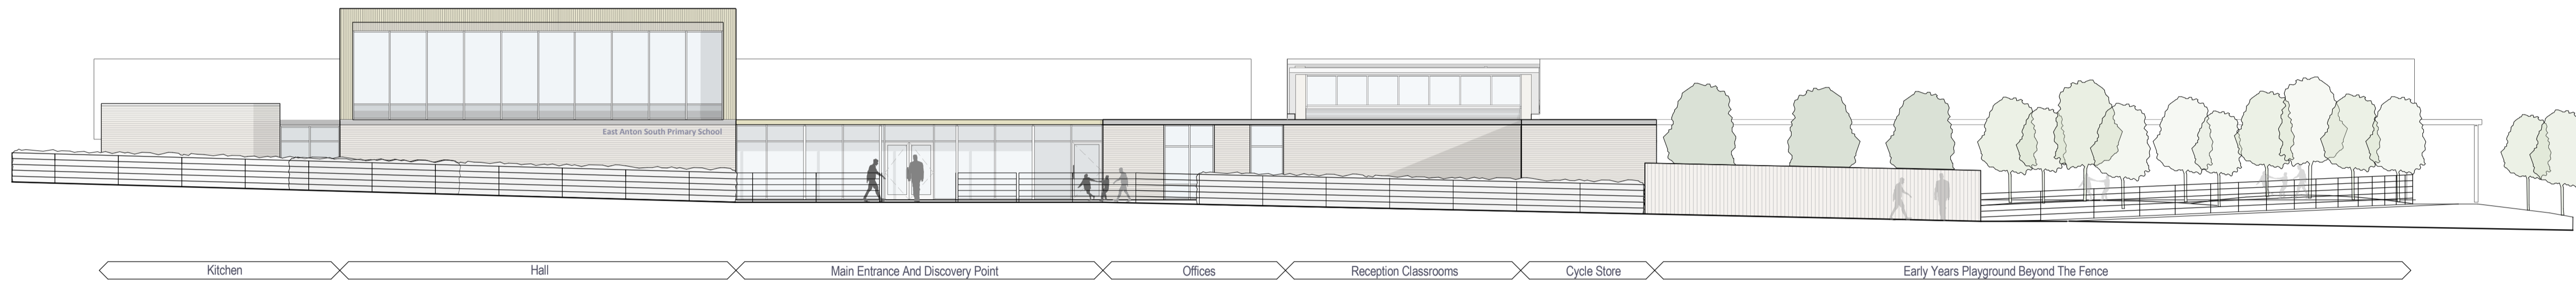 East Anton South Primary School
Kitchen
Hall
Main Entrance And Discovery Point
Offices
Reception Classrooms
Cycle Store
Early Years Playground Beyond The Fence